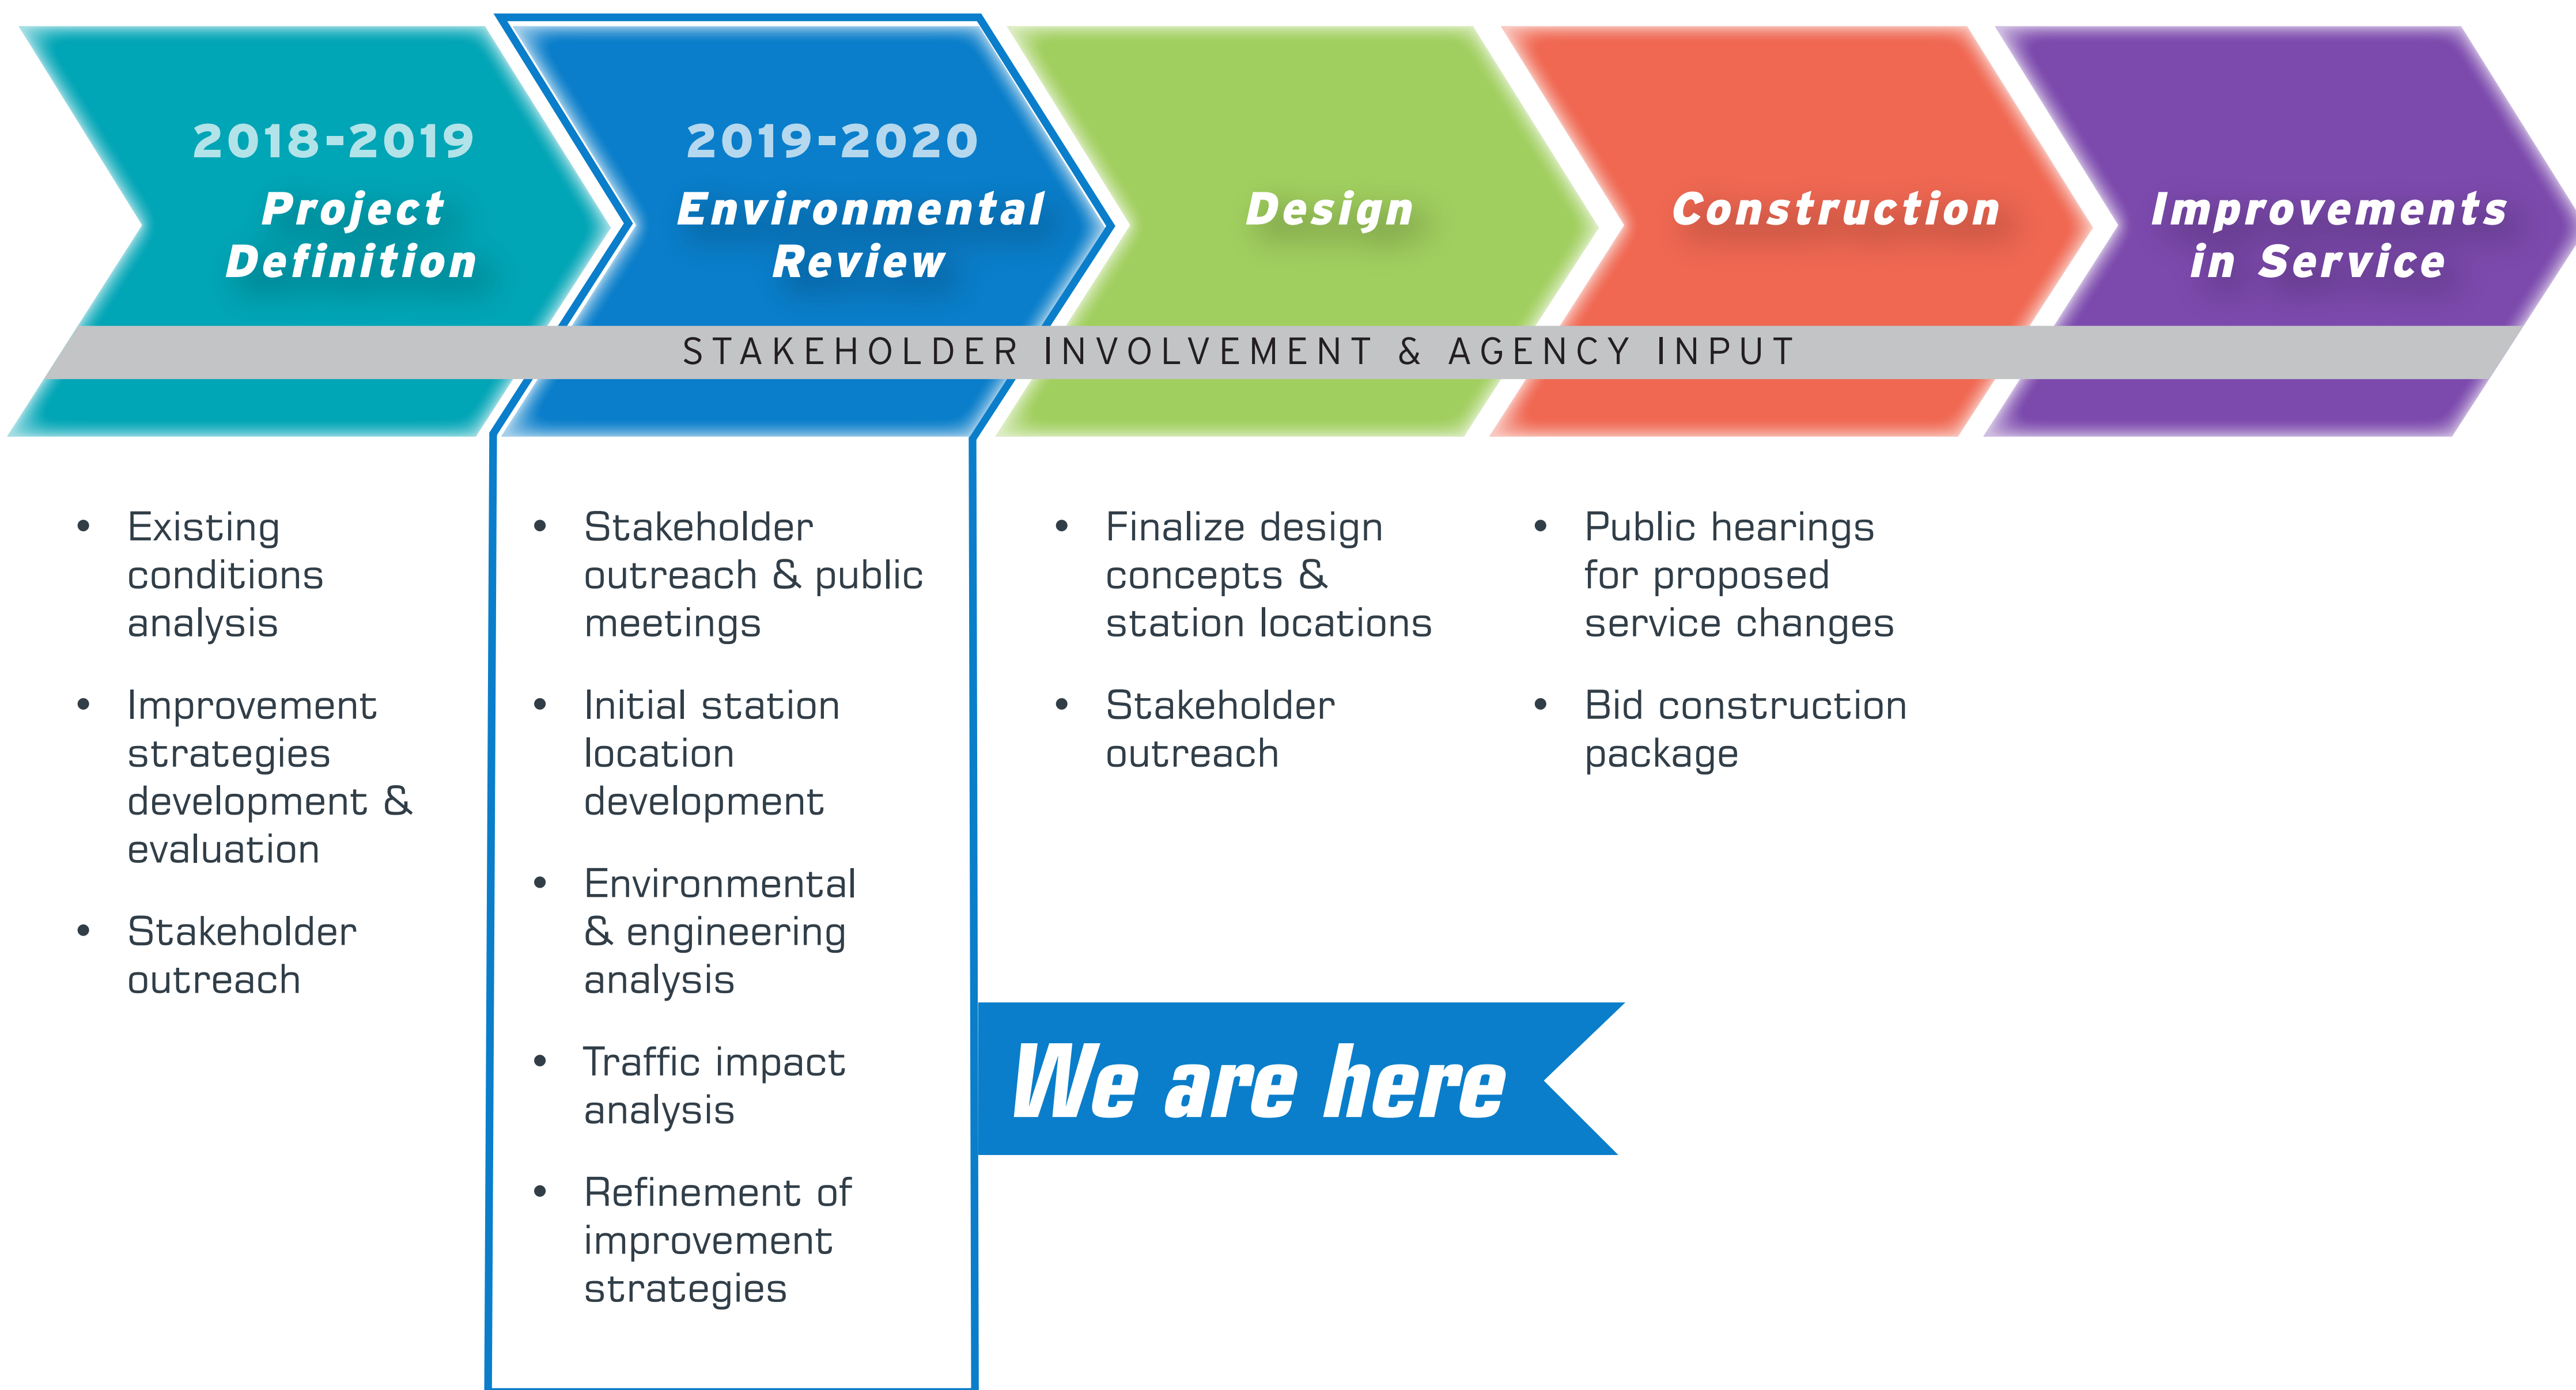 2018-2019
Project
Definition
2019-2020
Environmental
Review
Design
Construction
Improvements
in Service
STAKEHOLDER INVOLVEMENT & AGENCY INPUT
• Existing
conditions
analysis
• Improvement
strategies
development &
evaluation
• Stakeholder
outreach
• Stakeholder
outreach & public
meetings
• Initial station
location
development
• Environmental
& engineering
analysis
• Traffic impact
analysis
• Refinement of
improvement
strategies
• Finalize design
concepts &
station locations
• Stakeholder
outreach
• Public hearings
for proposed
service changes
• Bid construction
package
We are here